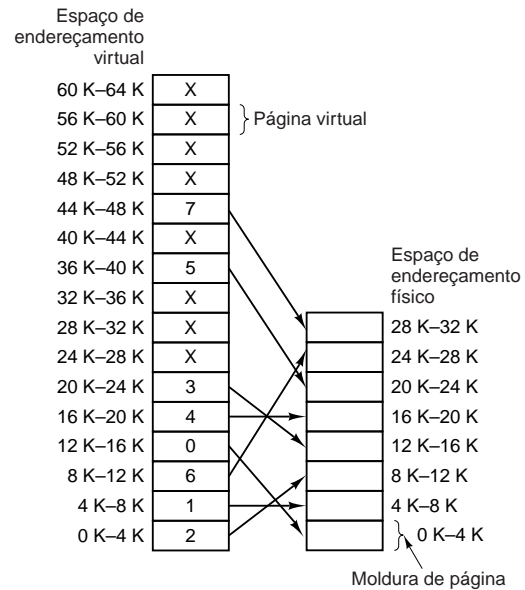 Espaço de
endereçamento
virtual
60 K–64 K X
56 K–60 K X Página virtual
52 K–56 K X
48 K–52 K X
44 K–48 K 7
40 K–44 K X
36 K–40 K 5
32 K–36 K X
28 K–32 K X
24 K–28 K X
20 K–24 K 3
16 K–20 K 4
12 K–16 K 0
8 K–12 K 6
4 K–8 K 1
0 K–4 K 2
Espaço de
endereçamento
físico
28 K–32 K
24 K–28 K
20 K–24 K
16 K–20 K
12 K–16 K
8 K–12 K
4 K–8 K
0 K–4 K
Moldura de página